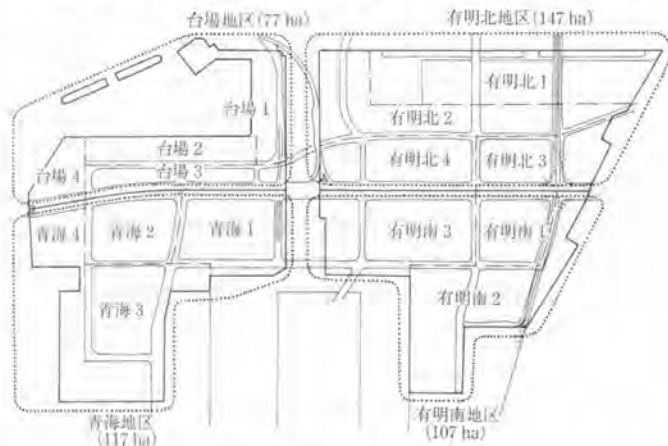 台場地区(77 ha)
有明北地区(147 ha)
台場 1
有明北 1
台場 2
有明北 2
台場 3
有明北 4
有明北 3
台場 4
青海 4
青海 2
青海 1
有明南 3
有明南 1
青海 3
有明南 2
青海地区
(117 ha)
有明南地区
(107 ha)